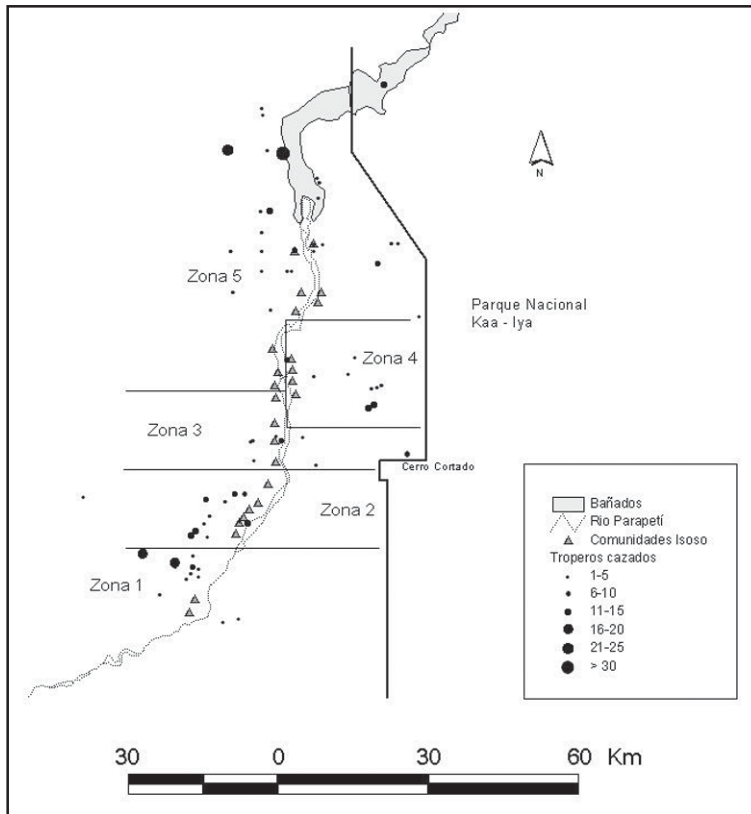 N
Zona 5
Parque Nacional
Kaa - Iya
Zona 4
Zona 3
Cerro Cortado
Zona 2
Zona 1
Bañados
Rio Parapetí
Comunidades Isoso
Troperos cazados
1-5
6-10
11-15
16-20
21-25
> 30
30 0 30 60 Km